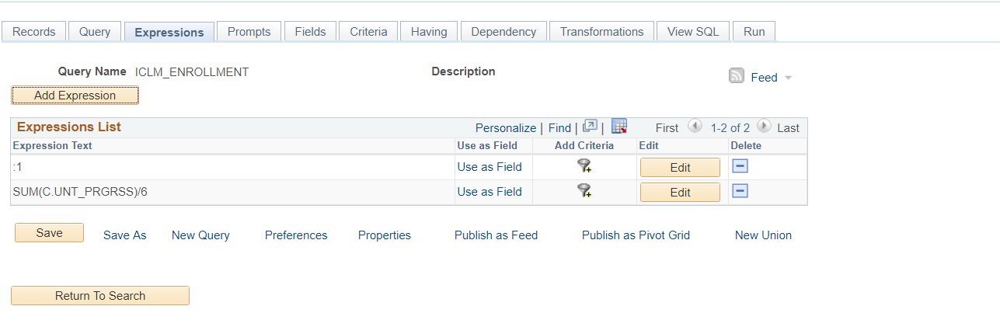 Records Query Expressions Prompts Fields Criteria Having Dependency Transformations View SQL Run
Query Name ICLM_ENROLLMENT Description
Feed
Add Expression
Expressions List Personalize | Find | | First 1-2 of 2 Last
Expression Text Use as Field Add Criteria Edit Delete
:1 Use as Field Edit
SUM(C.UNT_PRGRSS)/6 Use as Field Edit
Save Save As New Query Preferences Properties Publish as Feed Publish as Pivot Grid New Union
Return To Search